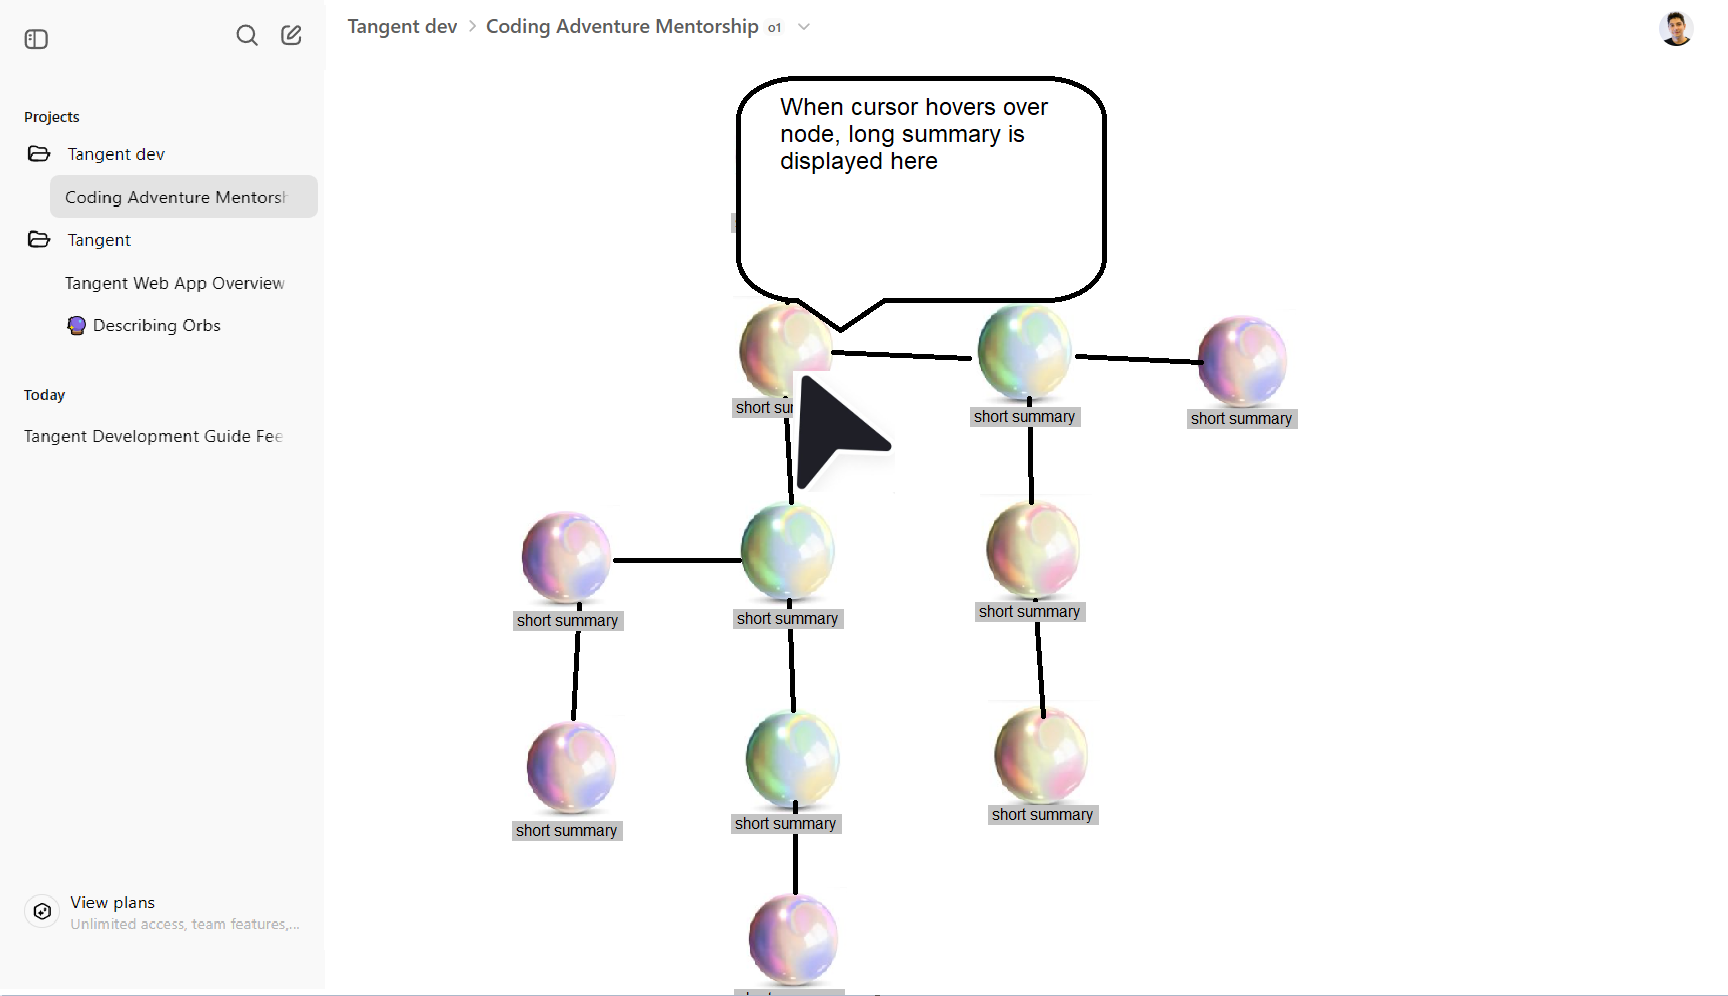 Tangent dev > Coding Adventure Mentorship o1
Projects
Tangent dev
Coding Adventure Mentorsh
Tangent
Tangent Web App Overview
Describing Orbs
Today
Tangent Development Guide Fee
View plans
Unlimited access, team features,...
When cursor hovers over
node, long summary is
displayed here
short su
short summary
short summary
short summary
short summary
short summary
short summary
short summary
short summary